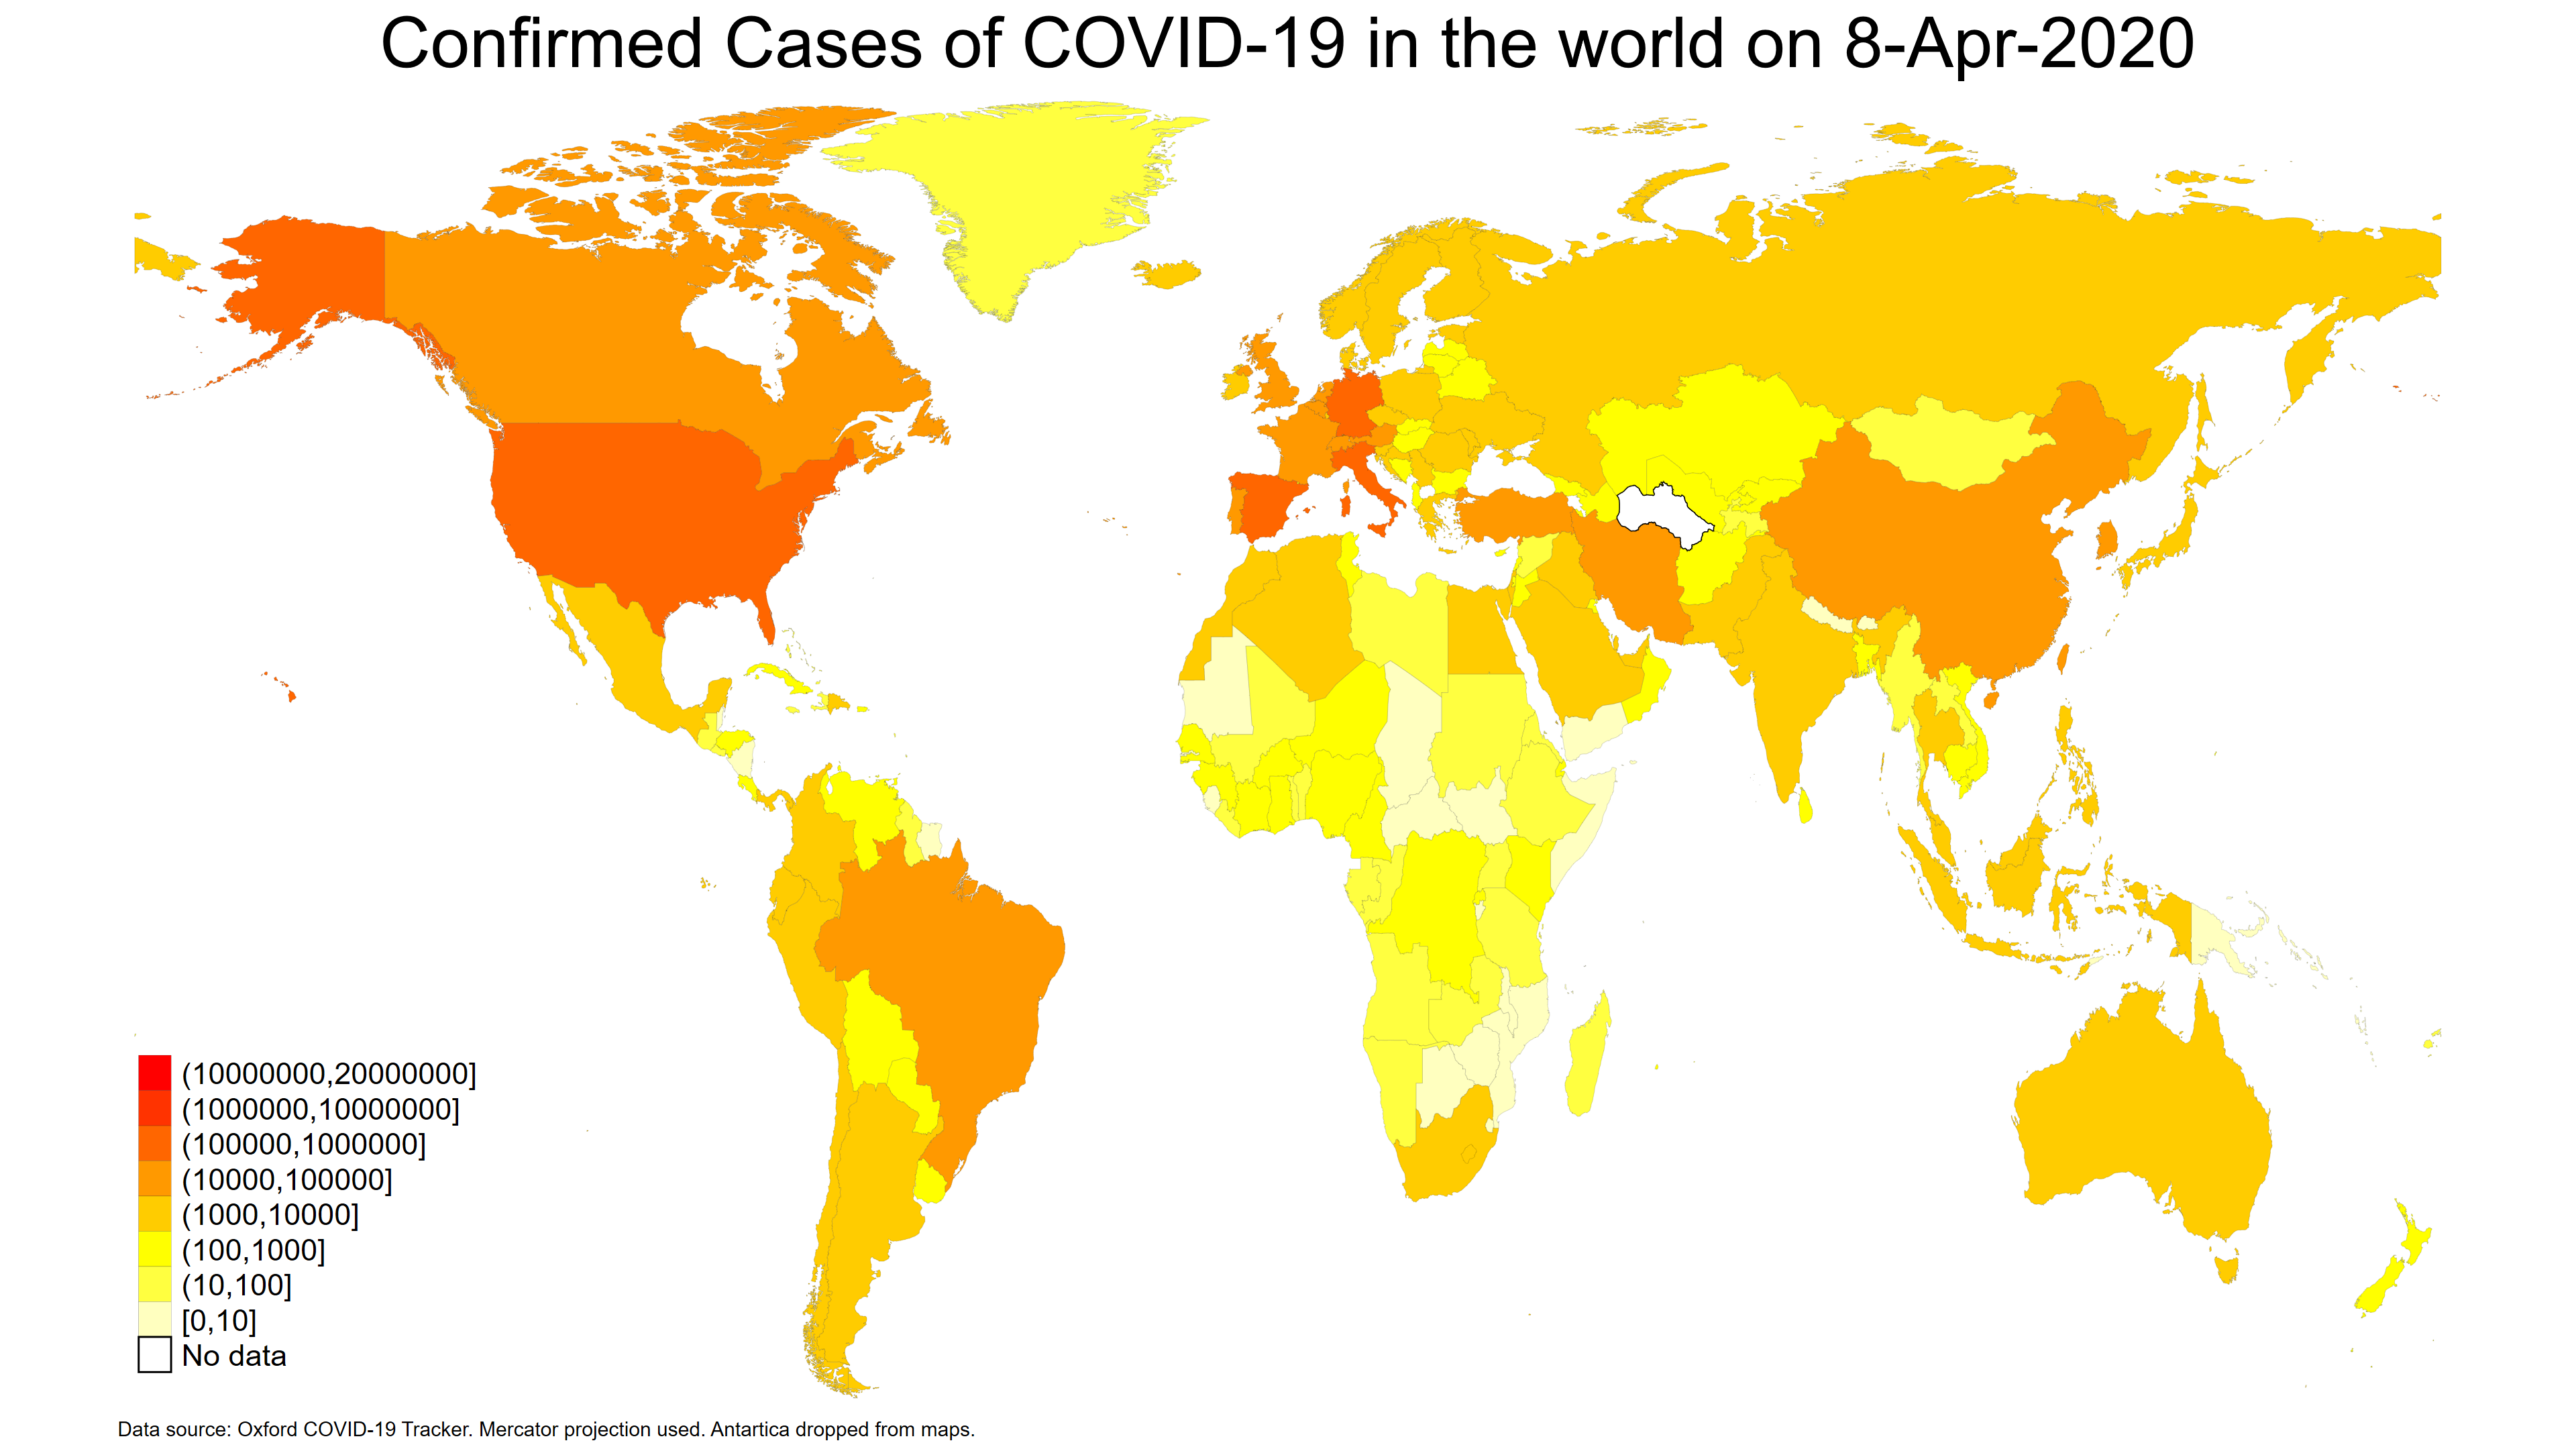 Confirmed Cases of COVID-19 in the world on 8-Apr-2020
(10000000,20000000]
(1000000,10000000]
(100000,1000000]
(10000,100000]
(1000,10000]
(100,1000]
(10,100]
[0,10]
No data
Data source: Oxford COVID-19 Tracker. Mercator projection used. Antartica dropped from maps.